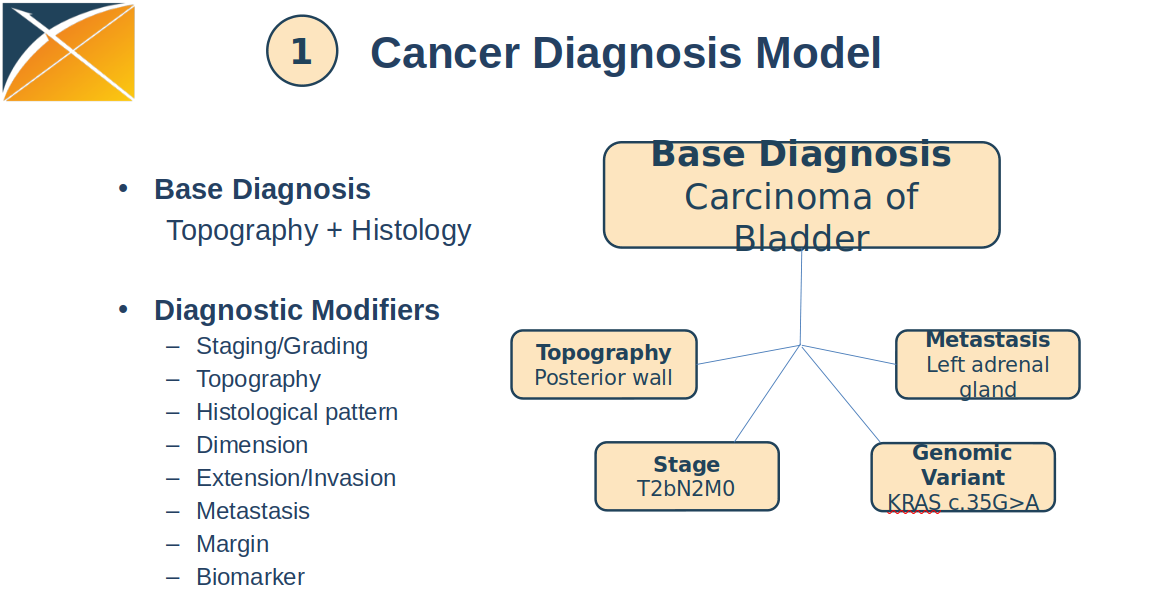 1
Cancer Diagnosis Model
• Base Diagnosis
Topography + Histology
• Diagnostic Modifiers
– Staging/Grading
– Topography
– Histological pattern
– Dimension
– Extension/Invasion
– Metastasis
– Margin
– Biomarker
Base Diagnosis
Carcinoma of
Bladder
Topography
Posterior wall
Metastasis
Left adrenal
gland
Stage
T2bN2M0
Genomic
Variant
KRAS c.35G>A